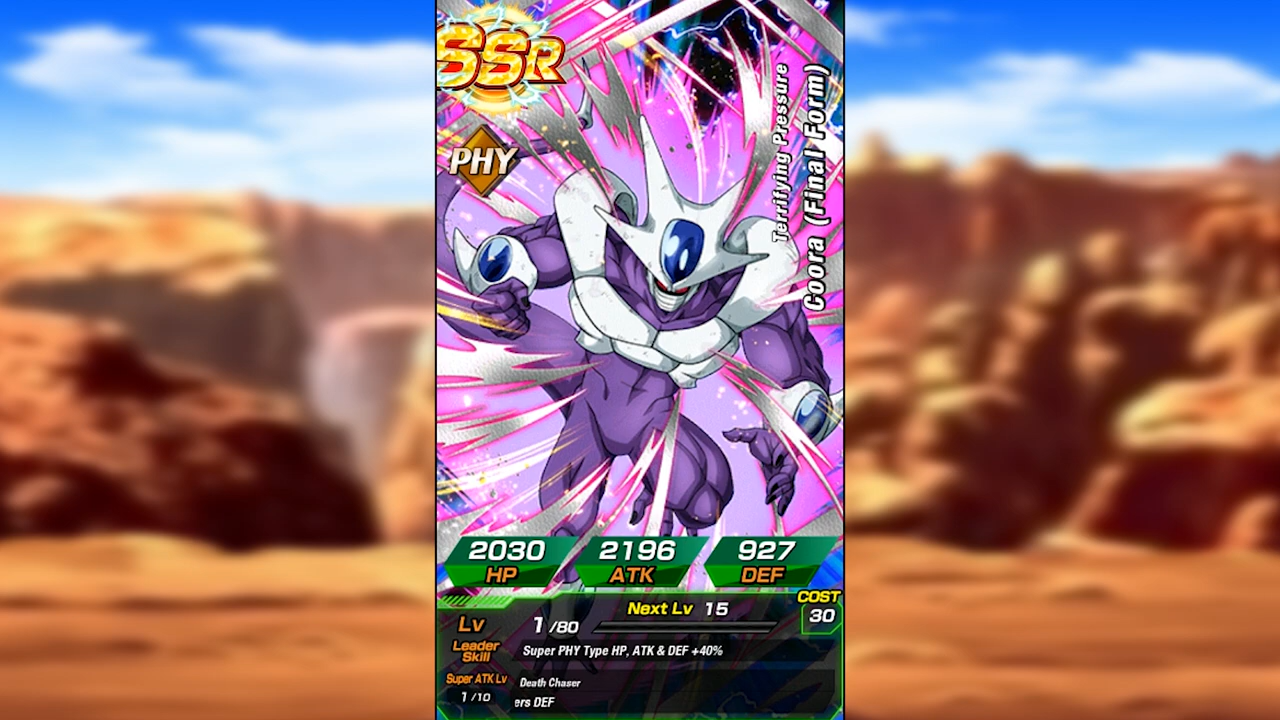 SSR
PHY
Terrifying Pressure
Coora (Final Form)
2030
HP
2196
ATK
927
DEF
COST
30
Next Lv 15
Lv
1/80
Leader
Skill
Super PHY Type HP, ATK & DEF +40%
Super ATK Lv
1/10
Death Chaser
ers DEF